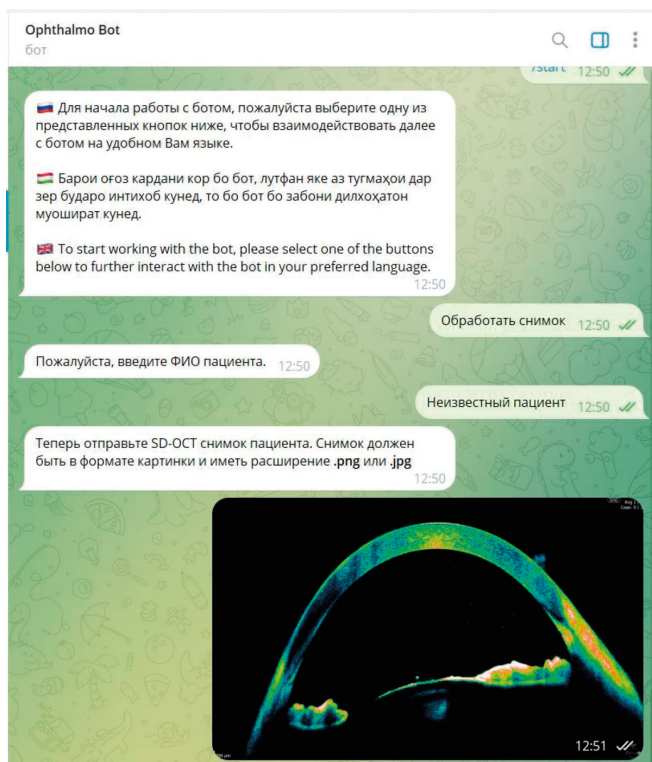 Ophthalmo Bot
бот
/start 12:50
🇷🇺 Для начала работы с ботом, пожалуйста выберите одну из
представленных кнопок ниже, чтобы взаимодействовать далее
с ботом на удобном Вам языке.
🇹🇯 Барои оғоз кардани кор бо бот, лутфан яке аз тугмаҳои дар
зер бударо интихоб кунед, то бо бот бо забони дилхоҳатон
муошират кунед.
🇬🇧 To start working with the bot, please select one of the buttons
below to further interact with the bot in your preferred language.
12:50
Обработать снимок 12:50
Пожалуйста, введите ФИО пациента. 12:50
Неизвестный пациент 12:50
Теперь отправьте SD-OCT снимок пациента. Снимок должен
быть в формате картинки и иметь расширение .png или .jpg
12:50
12:51